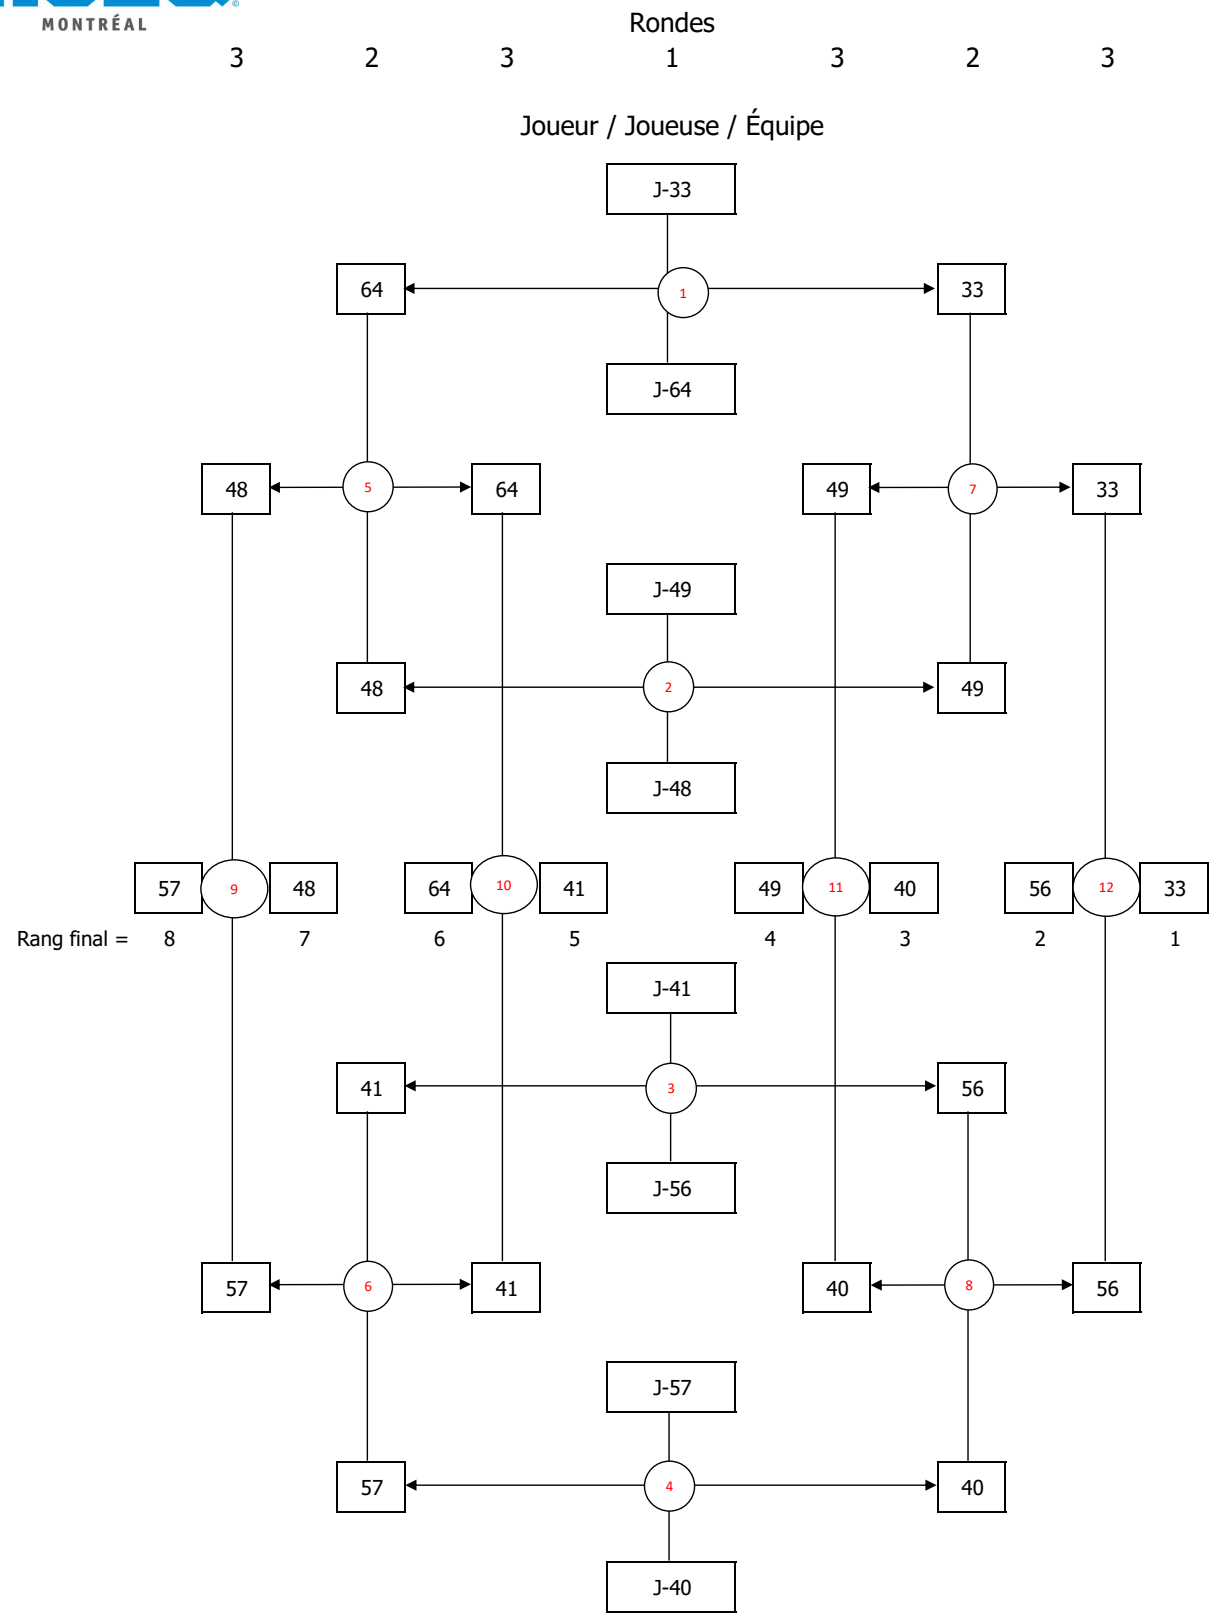 MONTRÉAL
Rondes
3 2 3 1 3 2 3
Joueur / Joueuse / Équipe
J-33
64 1 33
J-64
48 5 64 49 7 33
J-49
48 2 49
J-48
57 9 48 64 10 41 49 11 40 56 12 33
Rang final = 8 7 6 5 4 3 2 1
J-41
41 3 56
J-56
57 6 41 40 8 56
J-57
57 4 40
J-40